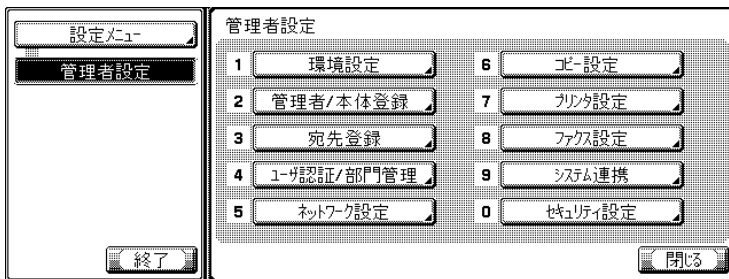 設定ﾒﾆｭｰ
管理者設定
終了
管理者設定
1 環境設定
2 管理者/本体登録
3 宛先登録
4 ﾕｰｻﾞ認証/部門管理
5 ﾈｯﾄﾜｰｸ設定
6 ｺﾋﾟｰ設定
7 ﾌﾟﾘﾝﾀ設定
8 ﾌｧｸｽ設定
9 ｼｽﾃﾑ連携
0 ｾｷｭﾘﾃｨ設定
閉じる